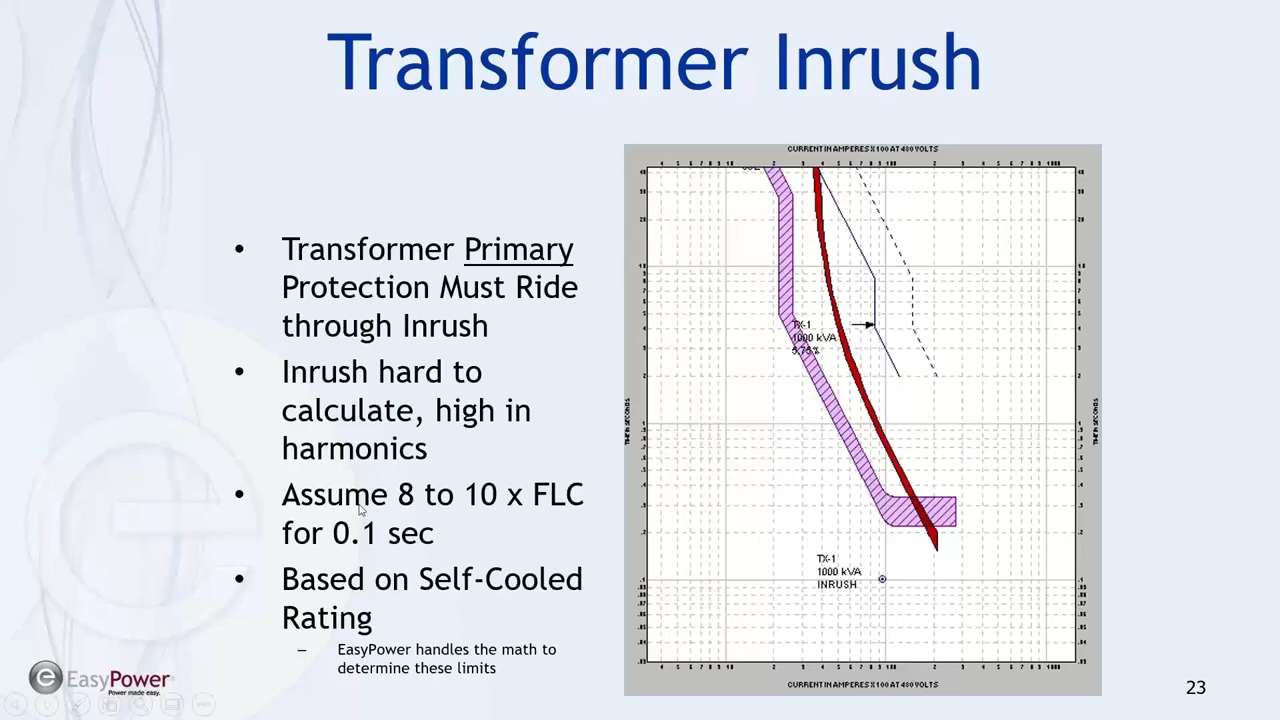 Transformer Inrush
• Transformer Primary
Protection Must Ride
through Inrush
• Inrush hard to
calculate, high in
harmonics
• Assume 8 to 10 x FLC
for 0.1 sec
• Based on Self-Cooled
Rating
– EasyPower handles the math to
determine these limits
CURRENT IN AMPERES X 100 AT 480 VOLTS
TX-1
1000 kVA
5.75%
TIME IN SECONDS
TIME IN SECONDS
TX-1
1000 kVA
INRUSH
CURRENT IN AMPERES X 100 AT 480 VOLTS
EasyPower
Power made easy.
23